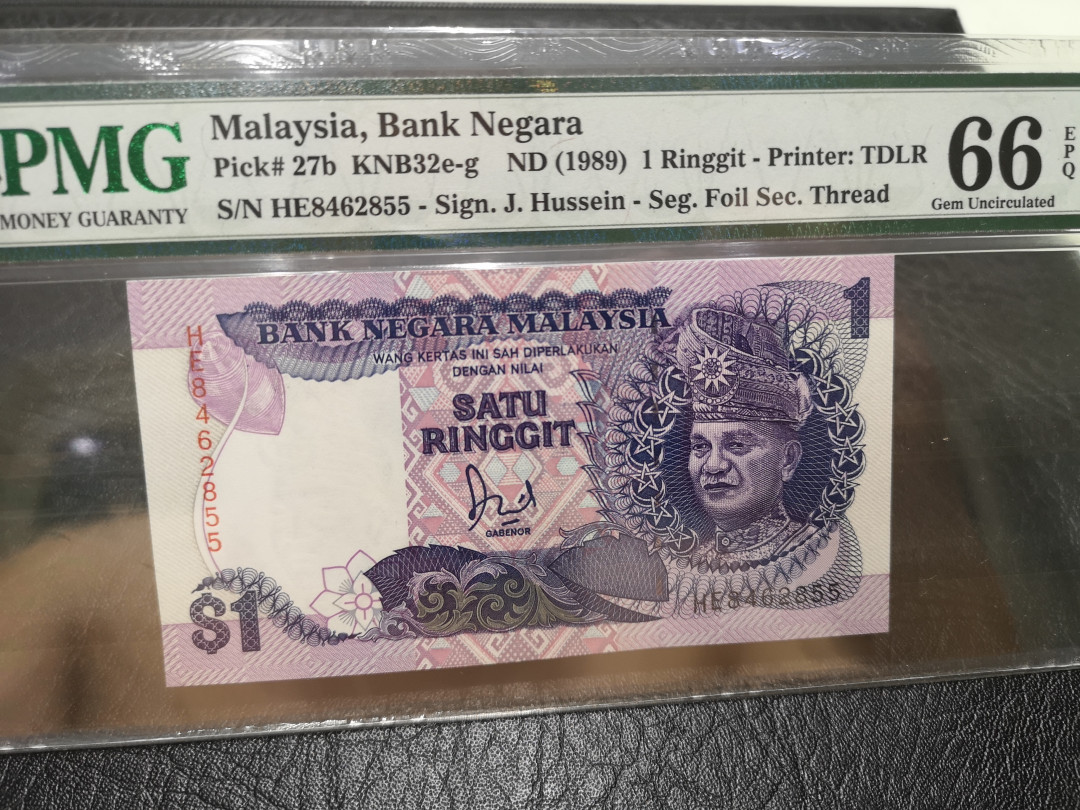 PMG
MONEY GUARANTY
Malaysia, Bank Negara
Pick# 27b KNB32e-g ND (1989) 1 Ringgit - Printer: TDLR
S/N HE8462855 - Sign. J. Hussein - Seg. Foil Sec. Thread
66
EPQ
Gem Uncirculated
1
BANK NEGARA MALAYSIA
WANG KERTAS INI SAH DIPERLAKUKAN
DENGAN NILAI
SATU
RINGGIT
GABENOR
HE8462855
HE8462855
$1